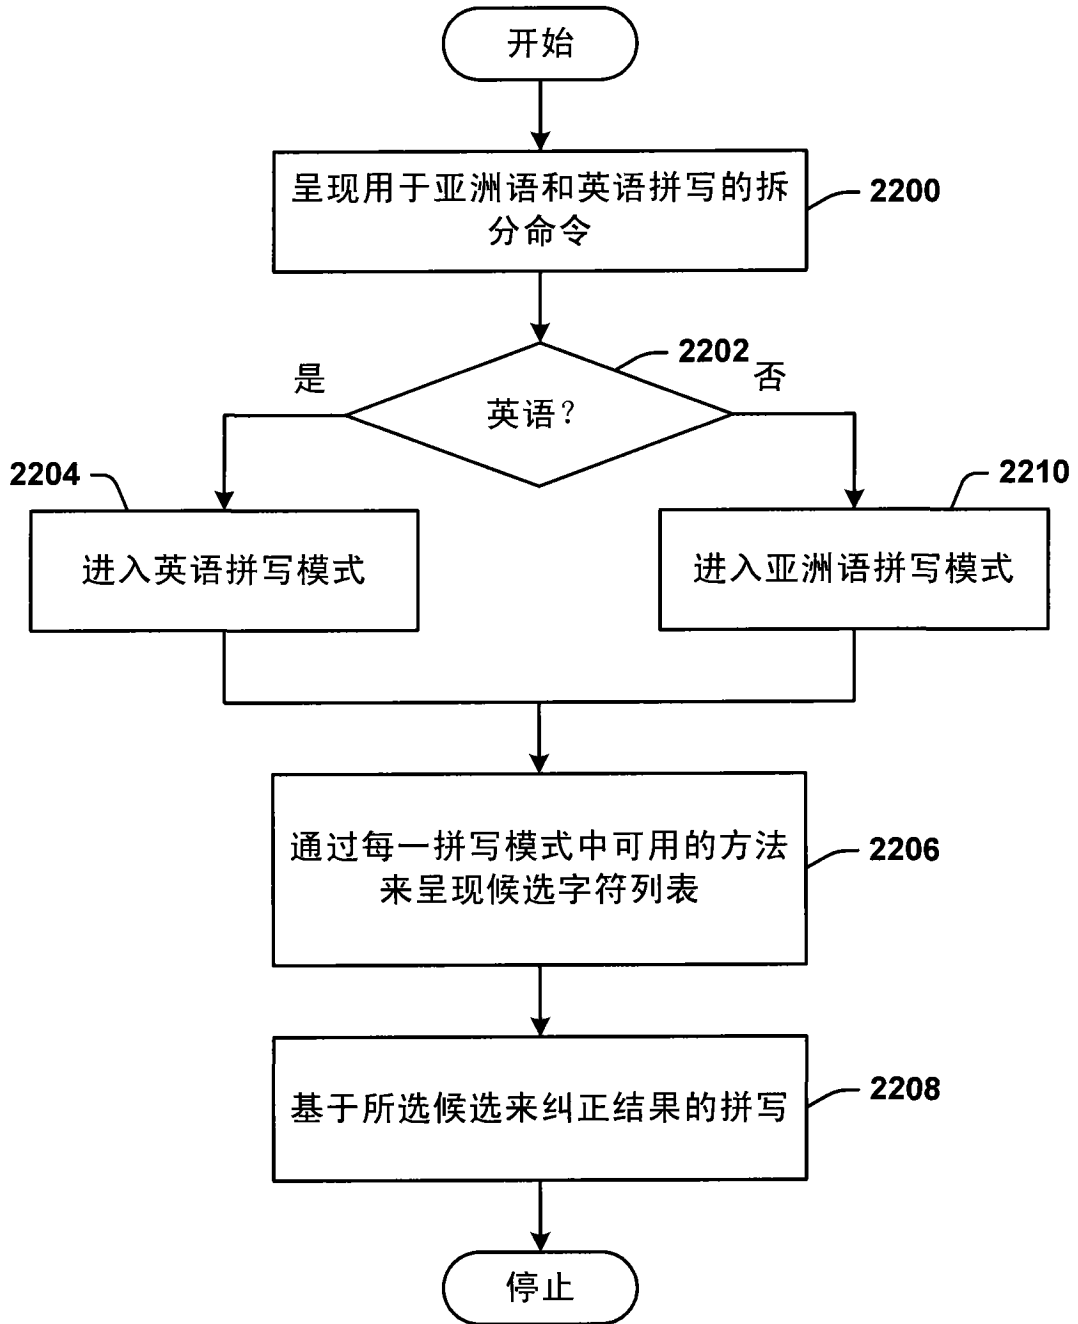 开始
呈现用于亚洲语和英语拼写的拆
分命令
2200
2202
是
否
英语？
2204
2210
进入英语拼写模式
进入亚洲语拼写模式
通过每一拼写模式中可用的方法
来呈现候选字符列表
2206
基于所选候选来纠正结果的拼写
2208
停止